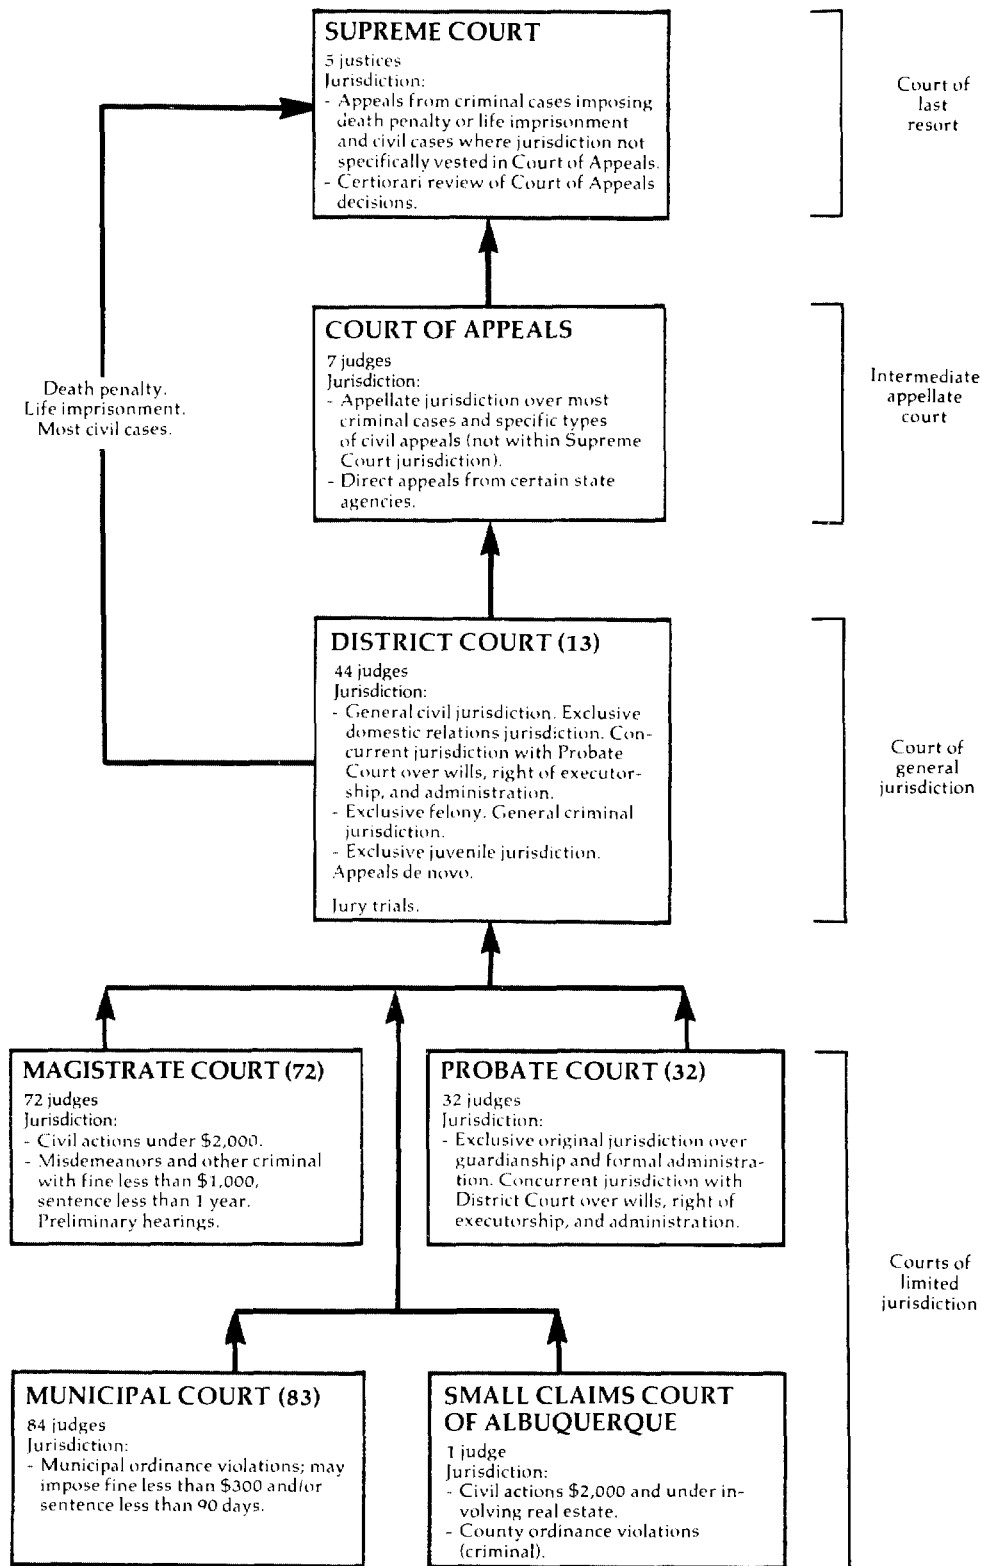 SUPREME COURT
5 justices
Jurisdiction:
- Appeals from criminal cases imposing
death penalty or life imprisonment
and civil cases where jurisdiction not
specifically vested in Court of Appeals.
- Certiorari review of Court of Appeals
decisions.
Court of
last
resort
COURT OF APPEALS
7 judges
Jurisdiction:
- Appellate jurisdiction over most
criminal cases and specific types
of civil appeals (not within Supreme
Court jurisdiction).
- Direct appeals from certain state
agencies.
Intermediate
appellate
court
Death penalty.
Life imprisonment.
Most civil cases.
DISTRICT COURT (13)
44 judges
Jurisdiction:
- General civil jurisdiction. Exclusive
domestic relations jurisdiction. Con-
current jurisdiction with Probate
Court over wills, right of executor-
ship, and administration.
- Exclusive felony. General criminal
jurisdiction.
- Exclusive juvenile jurisdiction.
Appeals de novo.
Jury trials.
Court of
general
jurisdiction
MAGISTRATE COURT (72)
72 judges
Jurisdiction:
- Civil actions under $2,000.
- Misdemeanors and other criminal
with fine less than $1,000,
sentence less than 1 year.
Preliminary hearings.
PROBATE COURT (32)
32 judges
Jurisdiction:
- Exclusive original jurisdiction over
guardianship and formal administra-
tion. Concurrent jurisdiction with
District Court over wills, right of
executorship, and administration.
Courts of
limited
jurisdiction
MUNICIPAL COURT (83)
84 judges
Jurisdiction:
- Municipal ordinance violations; may
impose fine less than $300 and/or
sentence less than 90 days.
SMALL CLAIMS COURT
OF ALBUQUERQUE
1 judge
Jurisdiction:
- Civil actions $2,000 and under in-
volving real estate.
- County ordinance violations
(criminal).